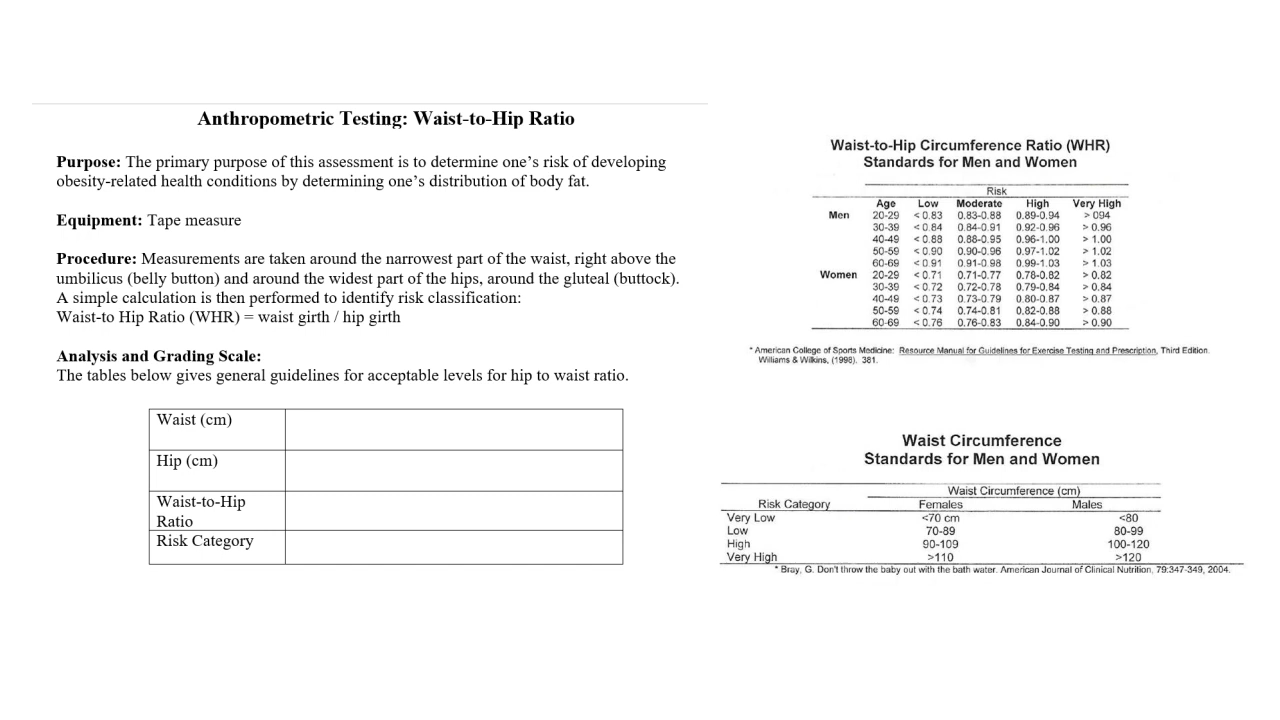 Anthropometric Testing: Waist-to-Hip Ratio
Purpose: The primary purpose of this assessment is to determine one's risk of developing
obesity-related health conditions by determining one's distribution of body fat.
Equipment: Tape measure
Procedure: Measurements are taken around the narrowest part of the waist, right above the
umbilicus (belly button) and around the widest part of the hips, around the gluteal (buttock).
A simple calculation is then performed to identify risk classification:
Waist-to Hip Ratio (WHR) = waist girth / hip girth
Analysis and Grading Scale:
The tables below gives general guidelines for acceptable levels for hip to waist ratio.
Waist (cm)
Hip (cm)
Waist-to-Hip
Ratio
Risk Category
Waist-to-Hip Circumference Ratio (WHR)
Standards for Men and Women
Risk
Age Low Moderate High Very High
Men 20-29 < 0.83 0.83-0.88 0.89-0.94 > 094
30-39 < 0.84 0.84-0.91 0.92-0.96 > 0.96
40-49 < 0.88 0.88-0.95 0.96-1.00 > 1.00
50-59 < 0.90 0.90-0.96 0.97-1.02 > 1.02
60-69 < 0.91 0.91-0.98 0.99-1.03 > 1.03
Women 20-29 < 0.71 0.71-0.77 0.78-0.82 > 0.82
30-39 < 0.72 0.72-0.78 0.79-0.84 > 0.84
40-49 < 0.73 0.73-0.79 0.80-0.87 > 0.87
50-59 < 0.74 0.74-0.81 0.82-0.88 > 0.88
60-69 < 0.76 0.76-0.83 0.84-0.90 > 0.90
* American College of Sports Medicine: Resource Manual for Guidelines for Exercise Testing and Prescription, Third Edition.
Williams & Wilkins, (1998). 381.
Waist Circumference
Standards for Men and Women
Waist Circumference (cm)
Risk Category Females Males
Very Low <70 cm <80
Low 70-89 80-99
High 90-109 100-120
Very High >110 >120
* Bray, G. Don't throw the baby out with the bath water. American Journal of Clinical Nutrition, 79:347-349, 2004.